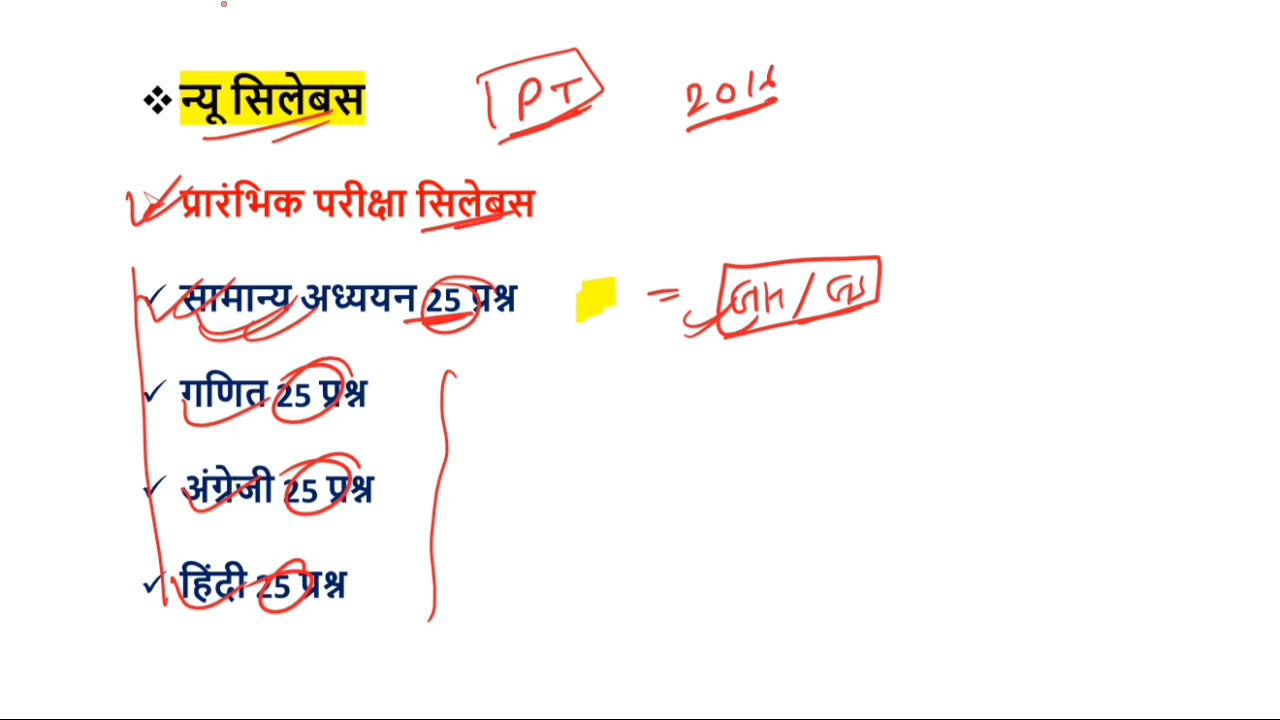 ❖ न्यू सिलेबस PT
➢ प्रारंभिक परीक्षा सिलेबस
✓ सामान्य अध्ययन 25 प्रश्न =
✓ गणित 25 प्रश्न
✓ अंग्रेजी 25 प्रश्न
✓ हिंदी 25 प्रश्न